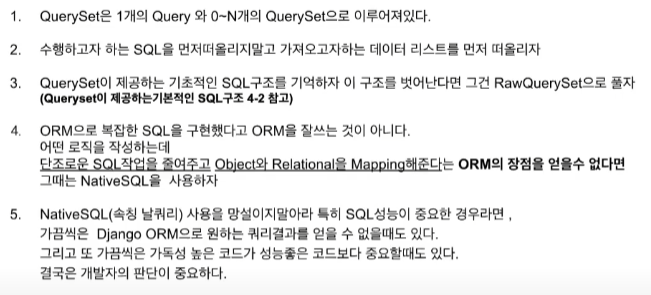 1. QuerySet은 1개의 Query 와 0~N개의 QuerySet으로 이루어져있다.
2. 수행하고자 하는 SQL을 먼저떠올리지말고 가져오고자하는 데이터 리스트를 먼저 떠올리자
3. QuerySet이 제공하는 기초적인 SQL구조를 기억하자 이 구조를 벗어난다면 그건 RawQuerySet으로 풀자
(Queryset이 제공하는기본적인 SQL구조 4-2 참고)
4. ORM으로 복잡한 SQL을 구현했다고 ORM을 잘쓰는 것이 아니다.
어떤 로직을 작성하는데
단조로운 SQL작업을 줄여주고 Object와 Relational을 Mapping해준다는 ORM의 장점을 얻을수 없다면
그때는 NativeSQL을 사용하자
5. NativeSQL(속칭 날쿼리) 사용을 망설이지말아라 특히 SQL성능이 중요한 경우라면 ,
가끔씩은 Django ORM으로 원하는 쿼리결과를 얻을 수 없을때도 있다.
그리고 또 가끔씩은 가독성 높은 코드가 성능좋은 코드보다 중요할때도 있다.
결국은 개발자의 판단이 중요하다.